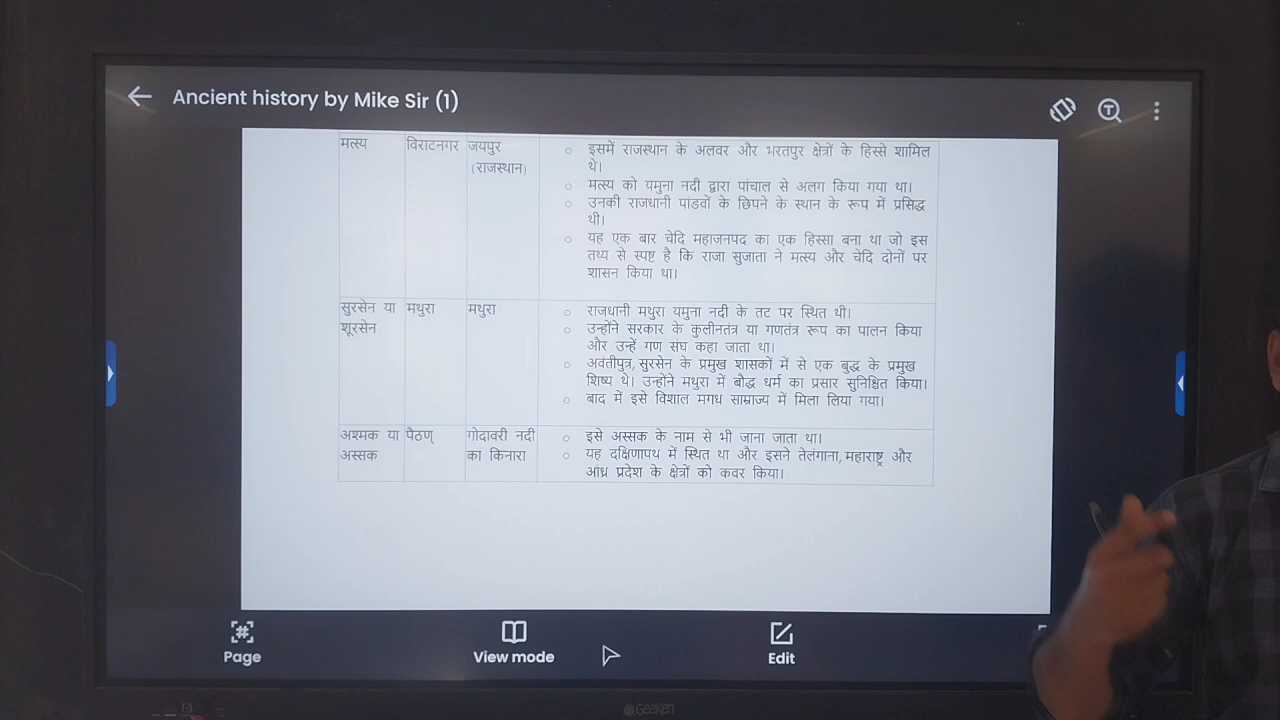 Ancient history by Mike Sir (1)
मत्स्य विराटनगर जयपुर (राजस्थान)
○ इसमें राजस्थान के अलवर और भरतपुर क्षेत्रों के हिस्से शामिल
थे।
○ मत्स्य को यमुना नदी द्वारा पांचाल से अलग किया गया था।
○ उनकी राजधानी पांडवों के छिपने के स्थान के रूप में प्रसिद्ध
थी।
○ यह एक बार चेदि महाजनपद का एक हिस्सा बना था जो इस
तथ्य से स्पष्ट है कि राजा सुजाता ने मत्स्य और चेदि दोनों पर
शासन किया था।
सुरसेन या शूरसेन मथुरा मथुरा
○ राजधानी मथुरा यमुना नदी के तट पर स्थित थी।
○ उन्होंने सरकार के कुलीनतंत्र या गणतंत्र रूप का पालन किया
और उन्हें गण संघ कहा जाता था।
○ अवंतीपुत्र, सुरसेन के प्रमुख शासकों में से एक बुद्ध के प्रमुख
शिष्य थे। उन्होंने मथुरा में बौद्ध धर्म का प्रसार सुनिश्चित किया।
○ बाद में इसे विशाल मगध साम्राज्य में मिला लिया गया।
अश्मक या अस्सक पैठण् गोदावरी नदी का किनारा
○ इसे अस्सक के नाम से भी जाना जाता था।
○ यह दक्षिणापथ में स्थित था और इसने तेलंगाना, महाराष्ट्र और
आंध्र प्रदेश के क्षेत्रों को कवर किया।
Page View mode Edit
GeeKen